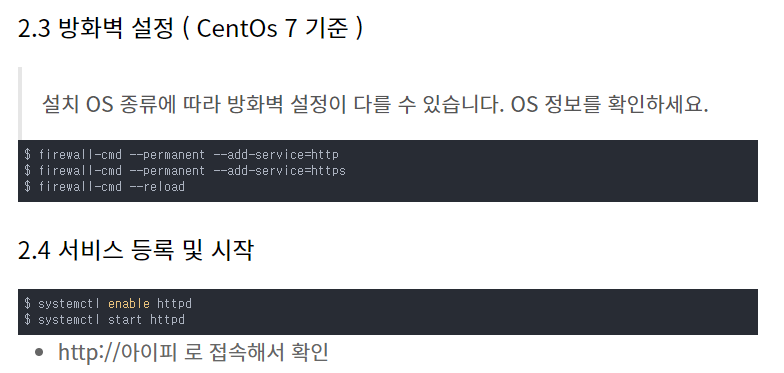 2.3 방화벽 설정 ( CentOs 7 기준 )
설치 OS 종류에 따라 방화벽 설정이 다를 수 있습니다. OS 정보를 확인하세요.
$ firewall-cmd --permanent --add-service=http
$ firewall-cmd --permanent --add-service=https
$ firewall-cmd --reload
2.4 서비스 등록 및 시작
$ systemctl enable httpd
$ systemctl start httpd
• http://아이피 로 접속해서 확인